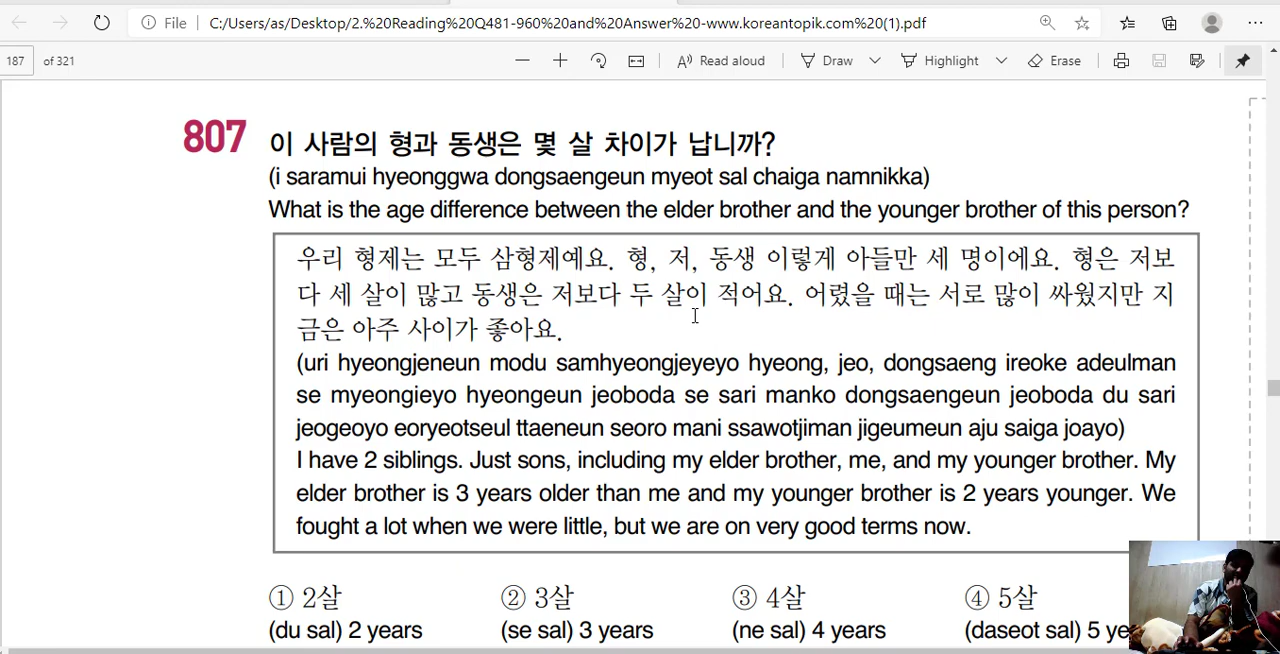 File
C:/Users/as/Desktop/2.%20Reading%20Q481-960%20and%20Answer%20-www.koreantopik.com%20(1).pdf
187 of 321
Read aloud
Draw
Highlight
Erase
807 이 사람의 형과 동생은 몇 살 차이가 납니까?
(i saramui hyeonggwa dongsaengeun myeot sal chaiga namnikka)
What is the age difference between the elder brother and the younger brother of this person?
우리 형제는 모두 삼형제예요. 형, 저, 동생 이렇게 아들만 세 명이에요. 형은 저보
다 세 살이 많고 동생은 저보다 두 살이 적어요. 어렸을 때는 서로 많이 싸웠지만 지
금은 아주 사이가 좋아요.
(uri hyeongjeneun modu samhyeongjeyeyo hyeong, jeo, dongsaeng ireoke adeulman
se myeongieyo hyeongeun jeoboda se sari manko dongsaengeun jeoboda du sari
jeogeoyo eoryeotseul ttaeneun seoro mani ssawotjiman jigeumeun aju saiga joayo)
I have 2 siblings. Just sons, including my elder brother, me, and my younger brother. My
elder brother is 3 years older than me and my younger brother is 2 years younger. We
fought a lot when we were little, but we are on very good terms now.
① 2살 ② 3살 ③ 4살 ④ 5살
(du sal) 2 years (se sal) 3 years (ne sal) 4 years (daseot sal) 5 ye